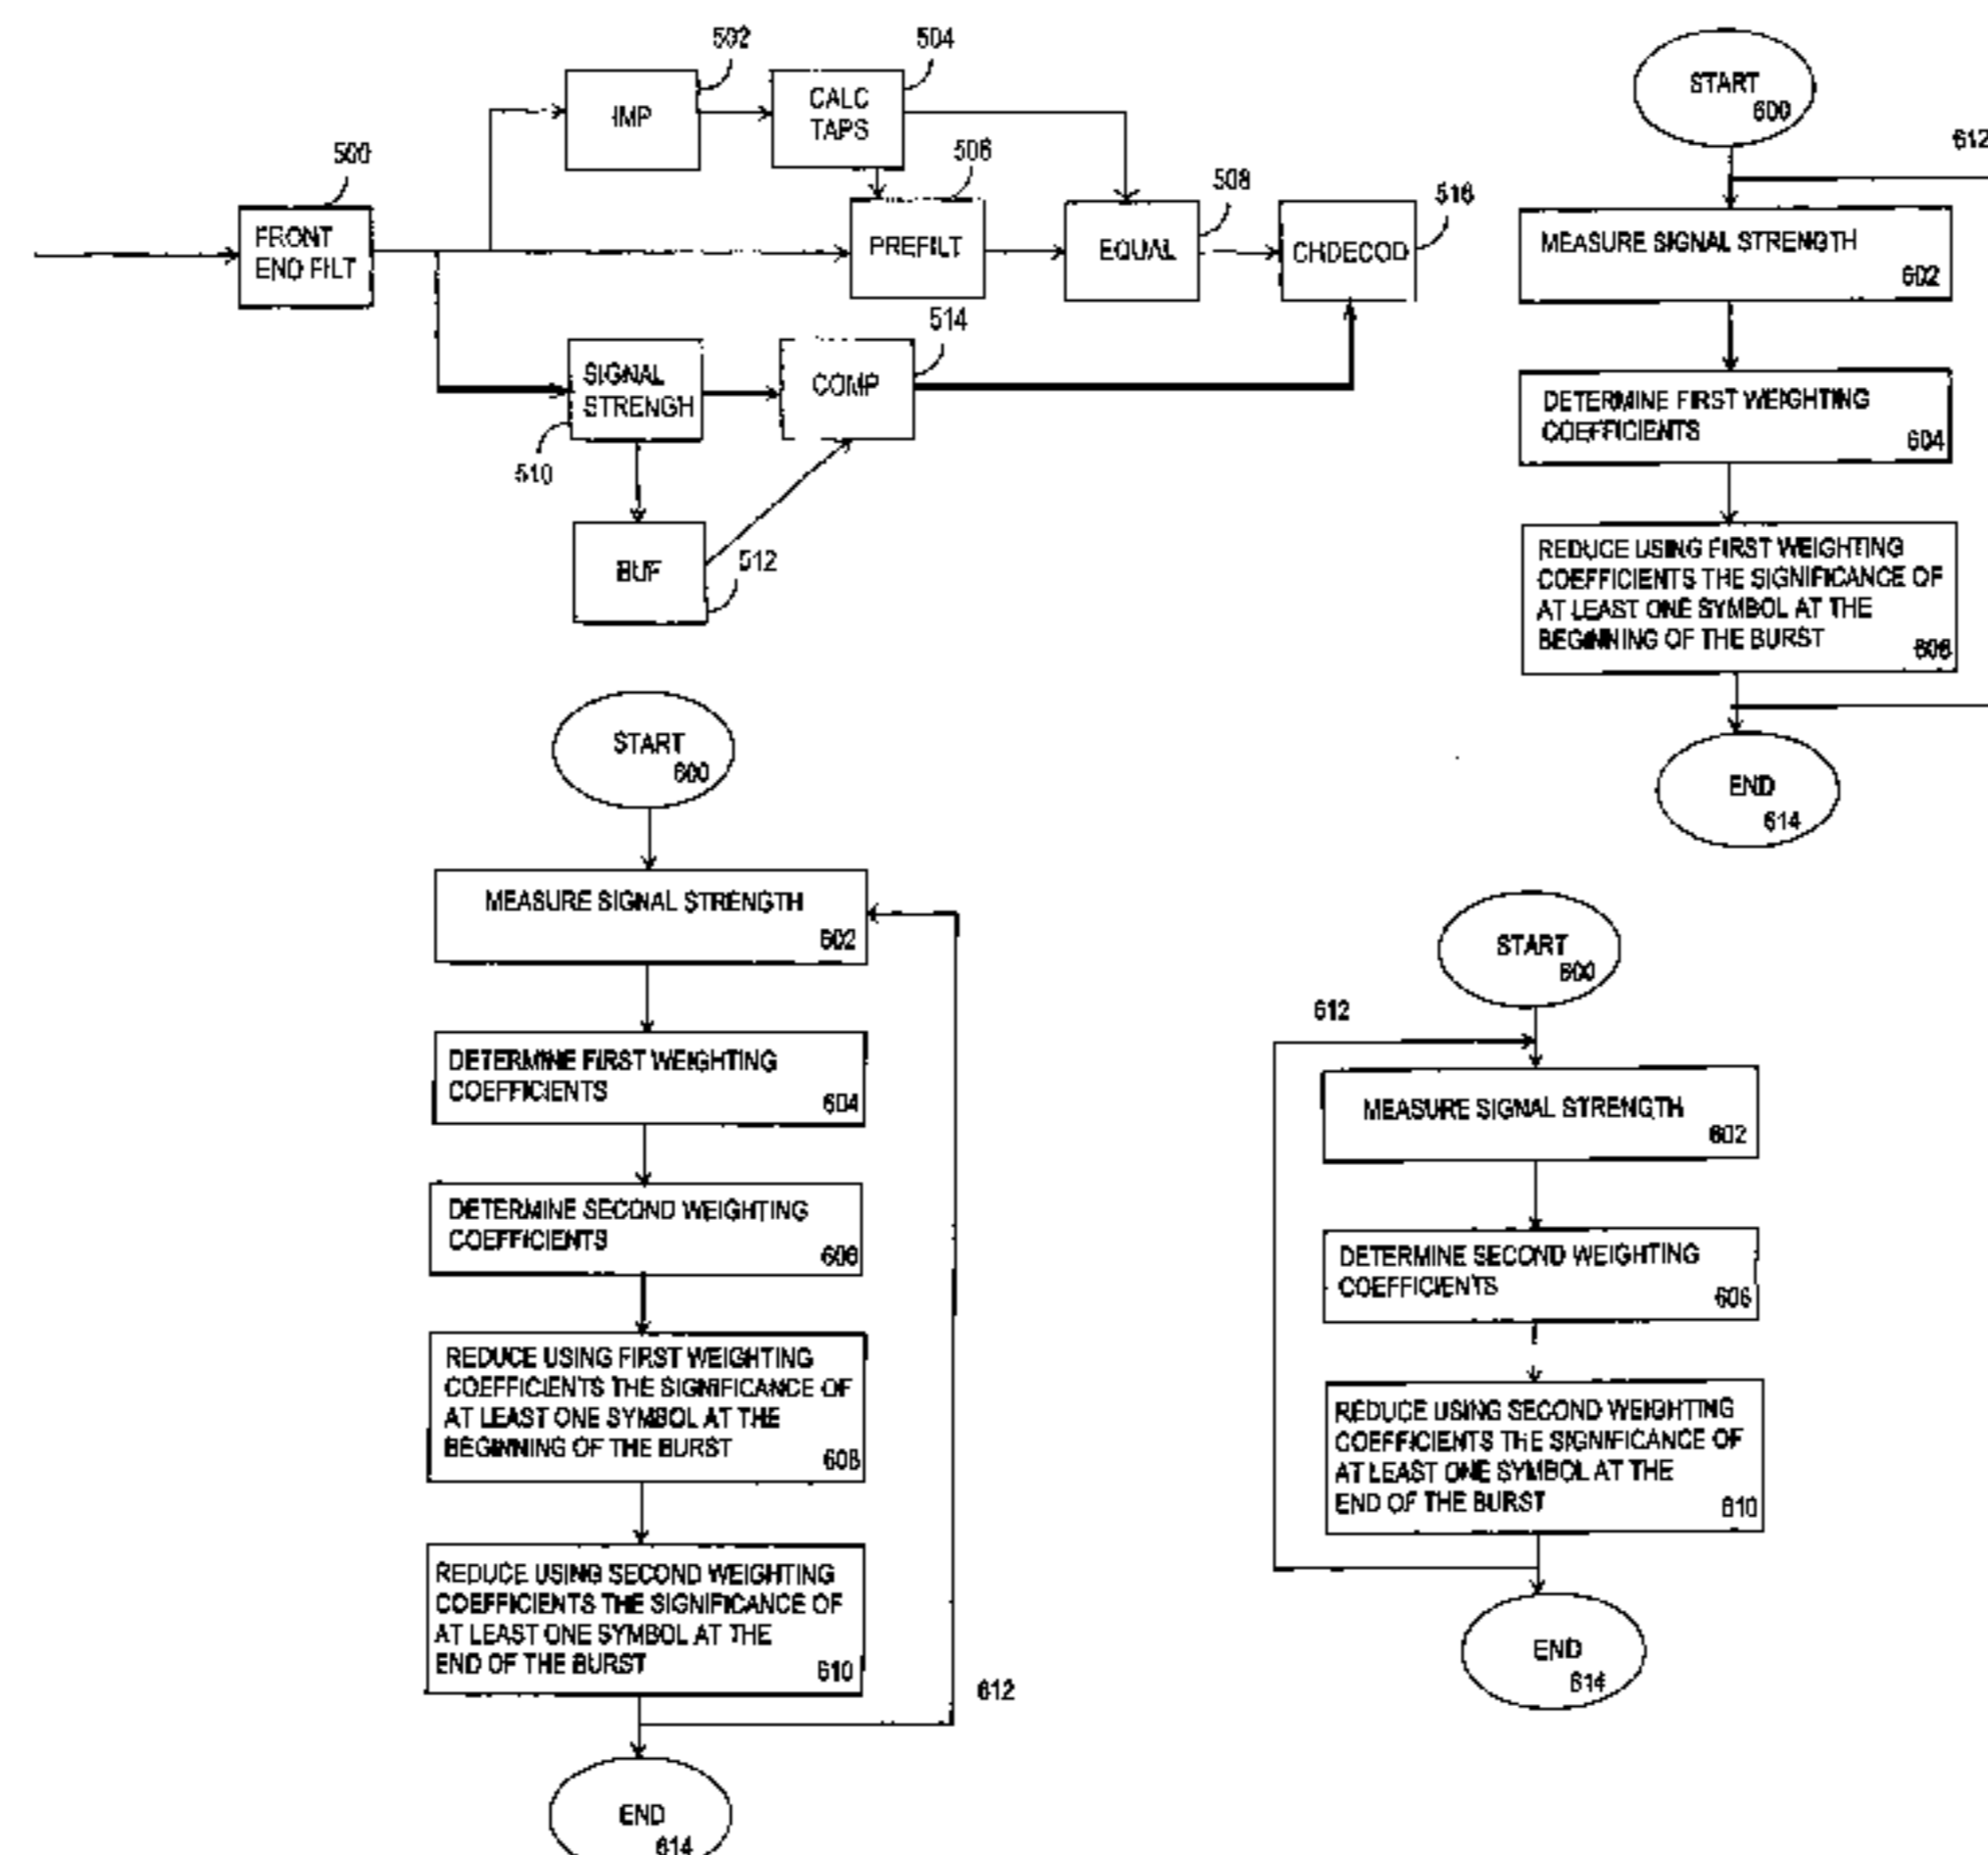 502
504
IMP
CALC
TAPS
500
506
508
516
FRONT
END FILT
PREFILT
EQUAL
CHDECOD
514
SIGNAL
STRENGH
COMP
510
BUF
512
START
600
612
MEASURE SIGNAL STRENGTH
602
DETERMINE FIRST WEIGHTING
COEFFICIENTS
604
REDUCE USING FIRST WEIGHTING
COEFFICIENTS THE SIGNIFICANCE OF
AT LEAST ONE SYMBOL AT THE
BEGINNING OF THE BURST
608
END
614
START
600
MEASURE SIGNAL STRENGTH
602
DETERMINE FIRST WEIGHTING
COEFFICIENTS
604
DETERMINE SECOND WEIGHTING
COEFFICIENTS
606
REDUCE USING FIRST WEIGHTING
COEFFICIENTS THE SIGNIFICANCE OF
AT LEAST ONE SYMBOL AT THE
BEGINNING OF THE BURST
608
REDUCE USING SECOND WEIGHTING
COEFFICIENTS THE SIGNIFICANCE OF
AT LEAST ONE SYMBOL AT THE
END OF THE BURST
610
612
END
614
START
600
612
MEASURE SIGNAL STRENGTH
602
DETERMINE SECOND WEIGHTING
COEFFICIENTS
606
REDUCE USING SECOND WEIGHTING
COEFFICIENTS THE SIGNIFICANCE OF
AT LEAST ONE SYMBOL AT THE
END OF THE BURST
610
END
614